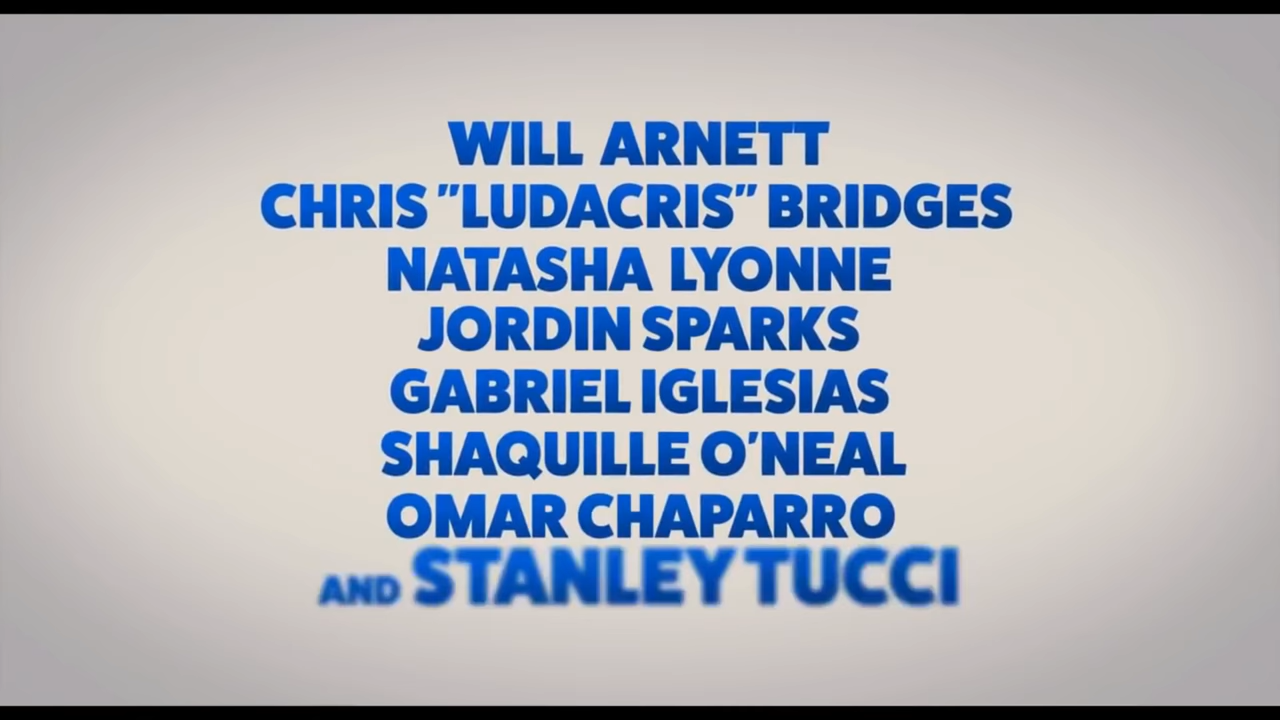 WILL ARNETT
CHRIS "LUDACRIS" BRIDGES
NATASHA LYONNE
JORDIN SPARKS
GABRIEL IGLESIAS
SHAQUILLE O'NEAL
OMAR CHAPARRO
AND STANLEY TUCCI